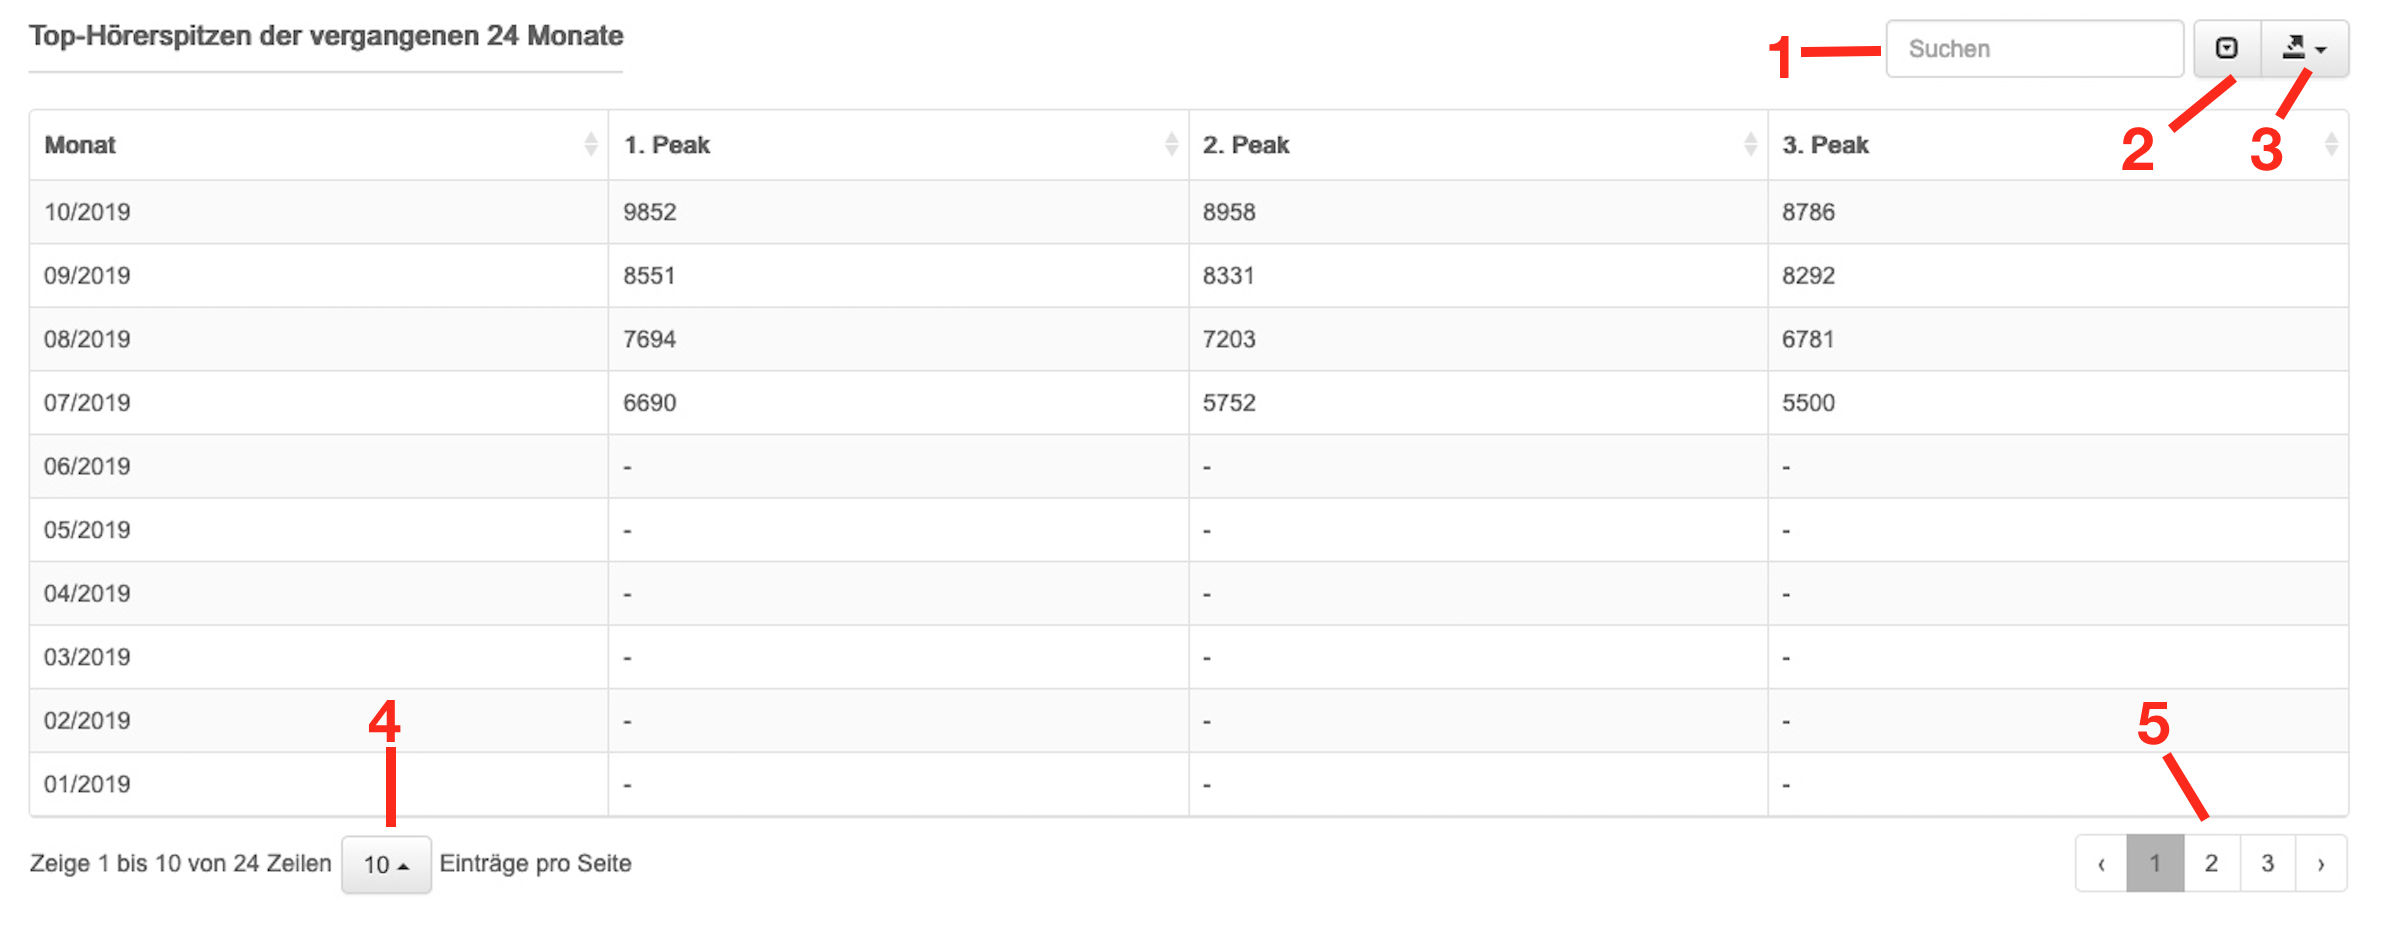 Top-Hörerspitzen der vergangenen 24 Monate
1 Suchen
2 3
Monat 1. Peak 2. Peak 3. Peak
10/2019 9852 8958 8786
09/2019 8551 8331 8292
08/2019 7694 7203 6781
07/2019 6690 5752 5500
06/2019 - - -
05/2019 - - -
04/2019 - - -
03/2019 - - -
02/2019 - - -
4 5
01/2019 - - -
Zeige 1 bis 10 von 24 Zeilen 10 Einträge pro Seite ‹ 1 2 3 ›